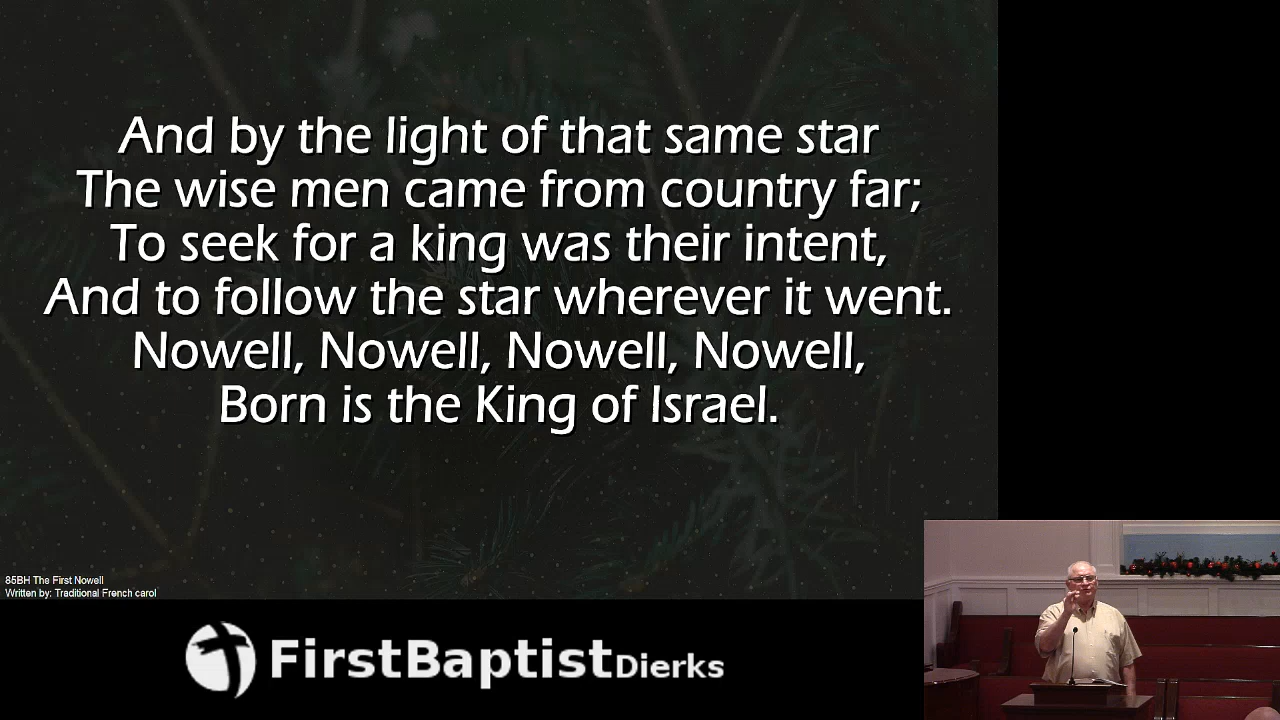 And by the light of that same star
The wise men came from country far;
To seek for a king was their intent,
And to follow the star wherever it went.
Nowell, Nowell, Nowell, Nowell,
Born is the King of Israel.
85BH The First Nowell
Written by: Traditional French carol
FirstBaptistDierks